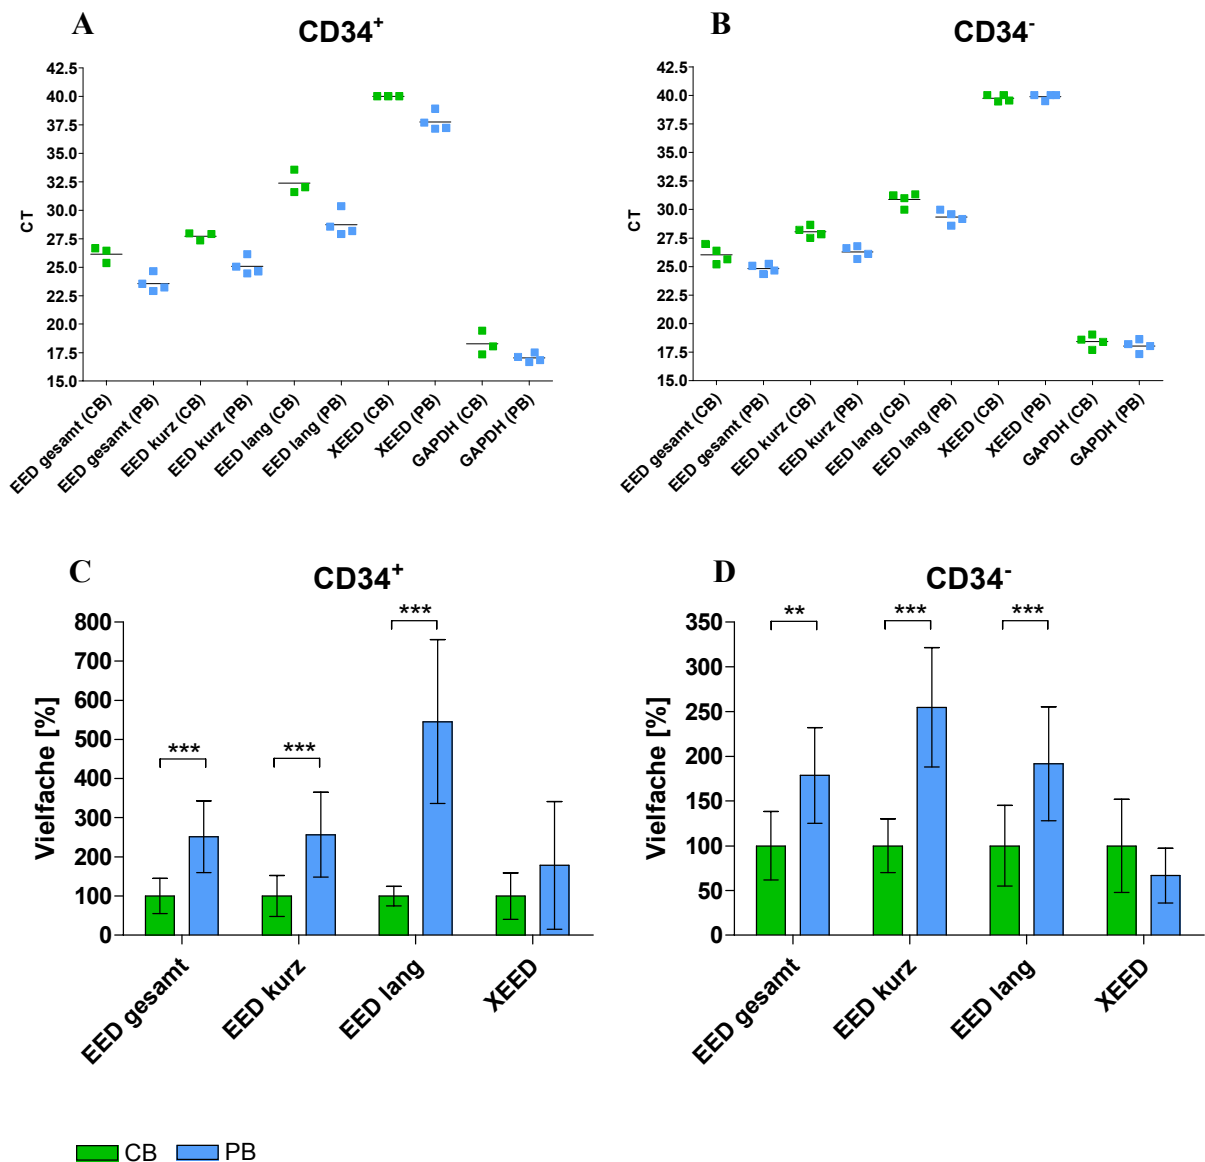 A
CD34+
CT
42.5
40.0
37.5
35.0
32.5
30.0
27.5
25.0
22.5
20.0
17.5
15.0
EED gesamt (CB)
EED gesamt (PB)
EED kurz (CB)
EED kurz (PB)
EED lang (CB)
EED lang (PB)
XEED (CB)
XEED (PB)
GAPDH (CB)
GAPDH (PB)
B
CD34-
CT
42.5
40.0
37.5
35.0
32.5
30.0
27.5
25.0
22.5
20.0
17.5
15.0
EED gesamt (CB)
EED gesamt (PB)
EED kurz (CB)
EED kurz (PB)
EED lang (CB)
EED lang (PB)
XEED (CB)
XEED (PB)
GAPDH (CB)
GAPDH (PB)
C
CD34+
Vielfache [%]
800
700
600
500
400
300
200
100
0
***
***
***
EED gesamt
EED kurz
EED lang
XEED
D
CD34-
Vielfache [%]
350
300
250
200
150
100
50
0
**
***
***
EED gesamt
EED kurz
EED lang
XEED
CB PB